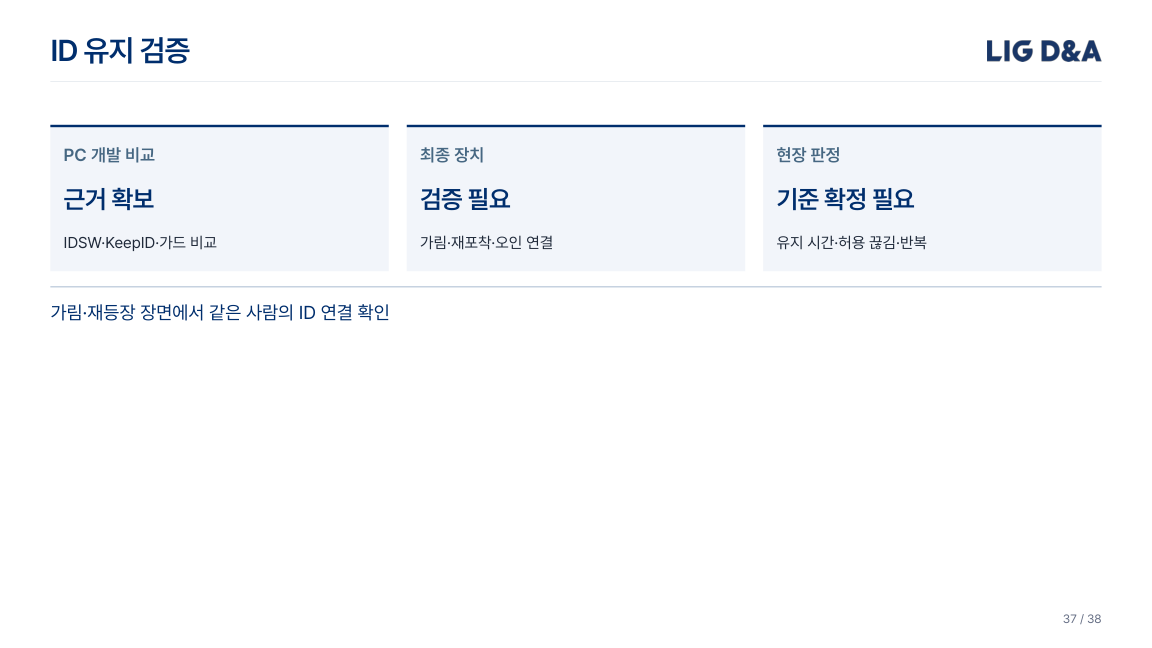 ID 유지 검증
LIG D&A
PC 개발 비교
근거 확보
IDSW·KeepID·가드 비교
최종 장치
검증 필요
가림·재포착·오인 연결
현장 판정
기준 확정 필요
유지 시간·허용 끊김·반복
가림·재등장 장면에서 같은 사람의 ID 연결 확인
37 / 38